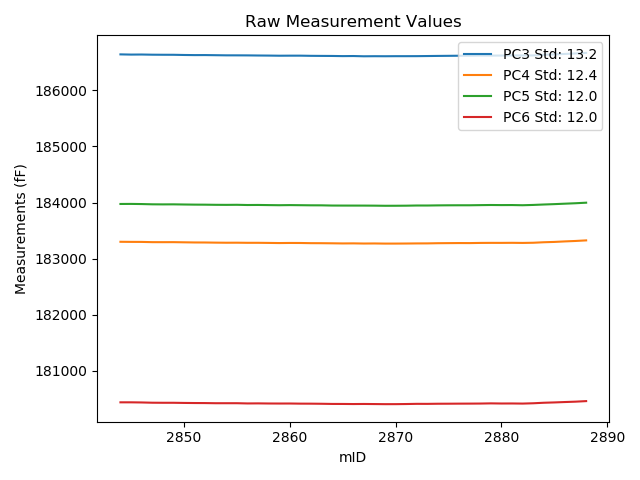 Raw Measurement Values
PC3 Std: 13.2
PC4 Std: 12.4
PC5 Std: 12.0
PC6 Std: 12.0
Measurements (fF)
186000
185000
184000
183000
182000
181000
2850 2860 2870 2880 2890
mID